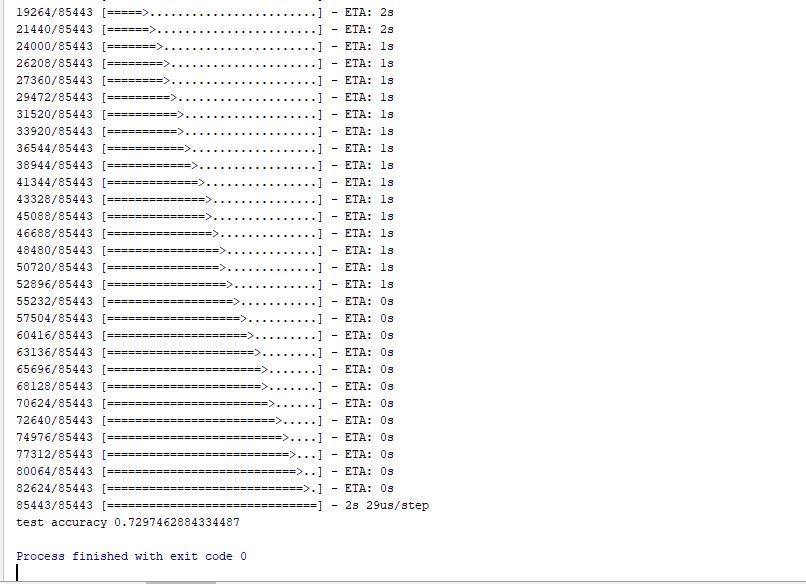 19264/85443 [=====>........................] - ETA: 2s
21440/85443 [======>.......................] - ETA: 2s
24000/85443 [=======>......................] - ETA: 1s
26208/85443 [========>.....................] - ETA: 1s
27360/85443 [========>.....................] - ETA: 1s
29472/85443 [=========>....................] - ETA: 1s
31520/85443 [==========>...................] - ETA: 1s
33920/85443 [==========>...................] - ETA: 1s
36544/85443 [===========>..................] - ETA: 1s
38944/85443 [============>.................] - ETA: 1s
41344/85443 [=============>................] - ETA: 1s
43328/85443 [==============>...............] - ETA: 1s
45088/85443 [==============>...............] - ETA: 1s
46688/85443 [===============>..............] - ETA: 1s
48480/85443 [================>.............] - ETA: 1s
50720/85443 [================>.............] - ETA: 1s
52896/85443 [=================>............] - ETA: 1s
55232/85443 [==================>...........] - ETA: 0s
57504/85443 [===================>..........] - ETA: 0s
60416/85443 [====================>.........] - ETA: 0s
63136/85443 [=====================>........] - ETA: 0s
65696/85443 [======================>.......] - ETA: 0s
68128/85443 [======================>.......] - ETA: 0s
70624/85443 [=======================>......] - ETA: 0s
72640/85443 [========================>.....] - ETA: 0s
74976/85443 [=========================>....] - ETA: 0s
77312/85443 [==========================>...] - ETA: 0s
80064/85443 [===========================>..] - ETA: 0s
82624/85443 [============================>.] - ETA: 0s
85443/85443 [==============================] - 2s 29us/step
test accuracy 0.7297462884334487
Process finished with exit code 0